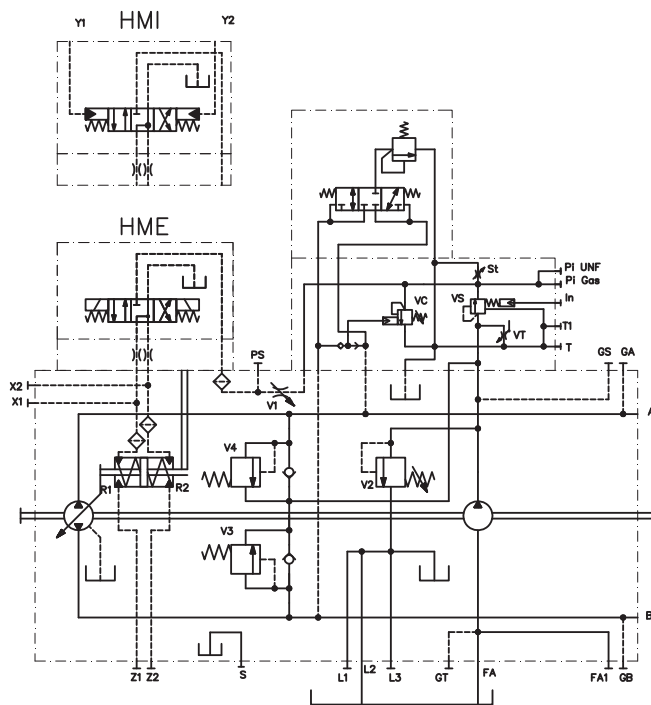 Y1
HMI
Y2
HME
St
Pi UNF
Pi Gas
VC
VS
In
T1
VT
T
PS
GS
GA
X2
X1
V1
A
V4
V2
R1
R2
V3
B
Z1
Z2
S
L1
L2
L3
GT
FA
FA1
GB